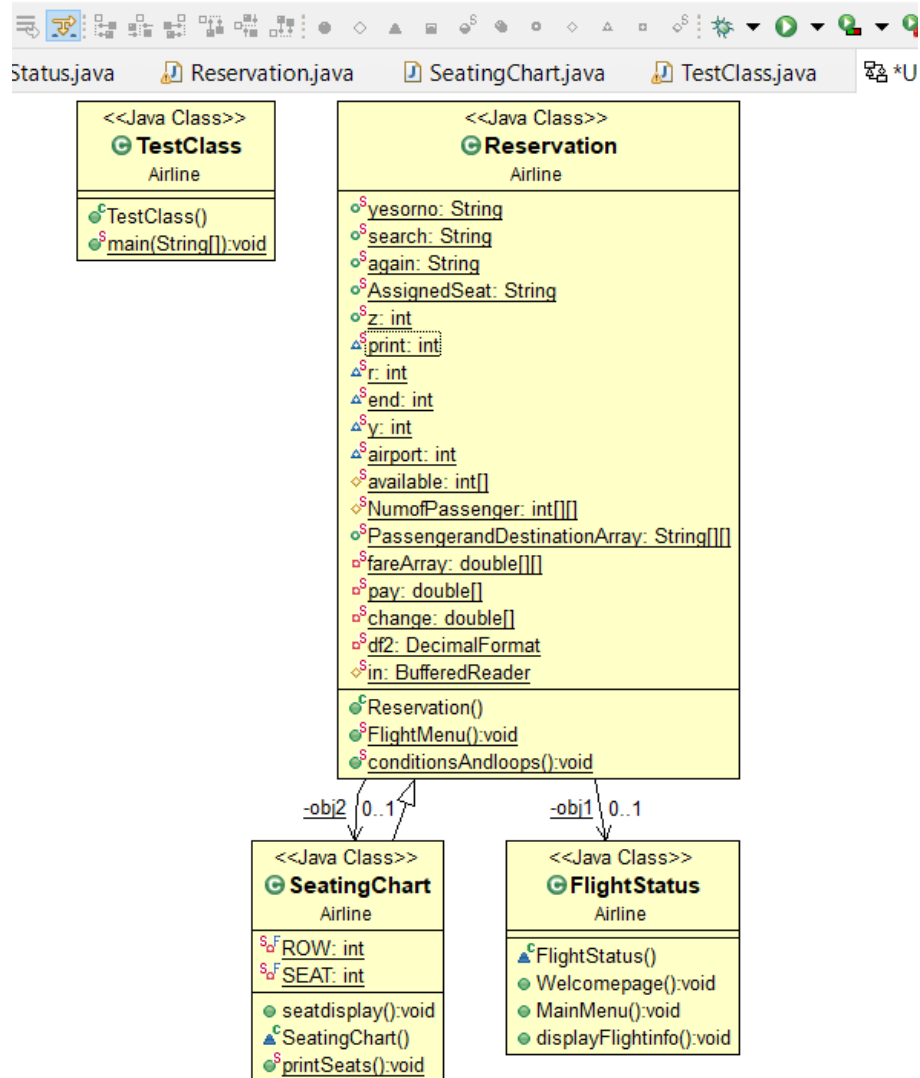 Status.java Reservation.java SeatingChart.java TestClass.java *U
<<Java Class>>
TestClass
Airline
TestClass()
main(String[]):void
<<Java Class>>
Reservation
Airline
yesorno: String
search: String
again: String
AssignedSeat: String
z: int
print: int
r: int
end: int
y: int
airport: int
available: int[]
NumofPassenger: int[][]
PassengerandDestinationArray: String[][]
fareArray: double[][]
pay: double[]
change: double[]
df2: DecimalFormat
in: BufferedReader
Reservation()
FlightMenu():void
conditionsAndloops():void
-obj2 0..1
-obj1 0..1
<<Java Class>>
SeatingChart
Airline
ROW: int
SEAT: int
seatdisplay():void
SeatingChart()
printSeats():void
<<Java Class>>
FlightStatus
Airline
FlightStatus()
Welcomepage():void
MainMenu():void
displayFlightinfo():void